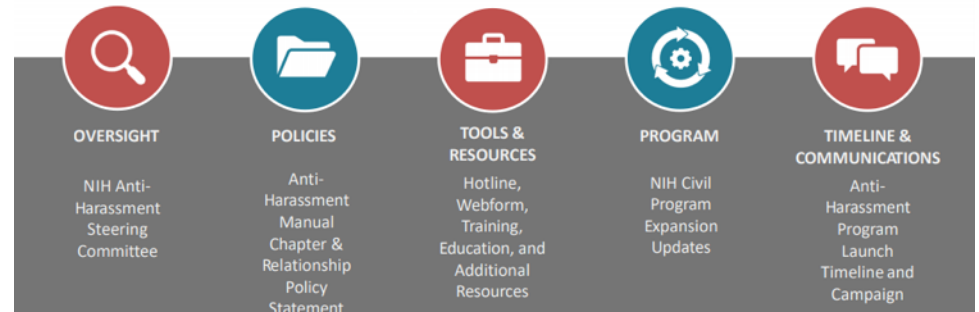 OVERSIGHT
NIH Anti-
Harassment
Steering
Committee
POLICIES
Anti-
Harassment
Manual
Chapter &
Relationship
Policy
Statement
TOOLS &
RESOURCES
Hotline,
Webform,
Training,
Education, and
Additional
Resources
PROGRAM
NIH Civil
Program
Expansion
Updates
TIMELINE &
COMMUNICATIONS
Anti-
Harassment
Program
Launch
Timeline and
Campaign